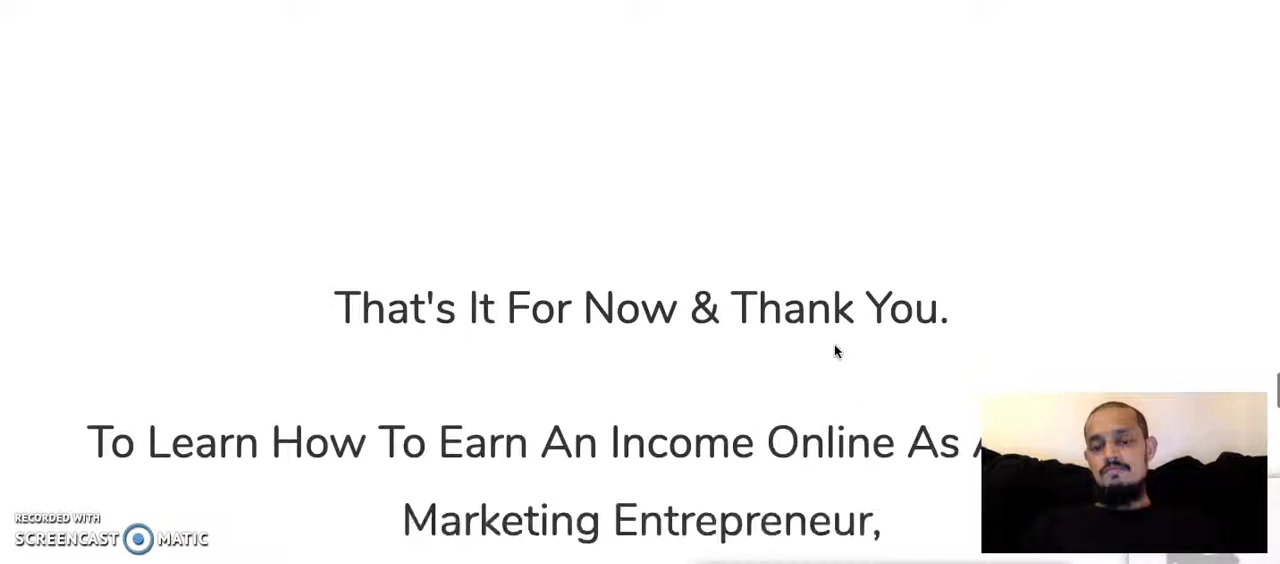 That's It For Now & Thank You.
To Learn How To Earn An Income Online As
Marketing Entrepreneur,
RECORDED WITH
SCREENCAST MATIC